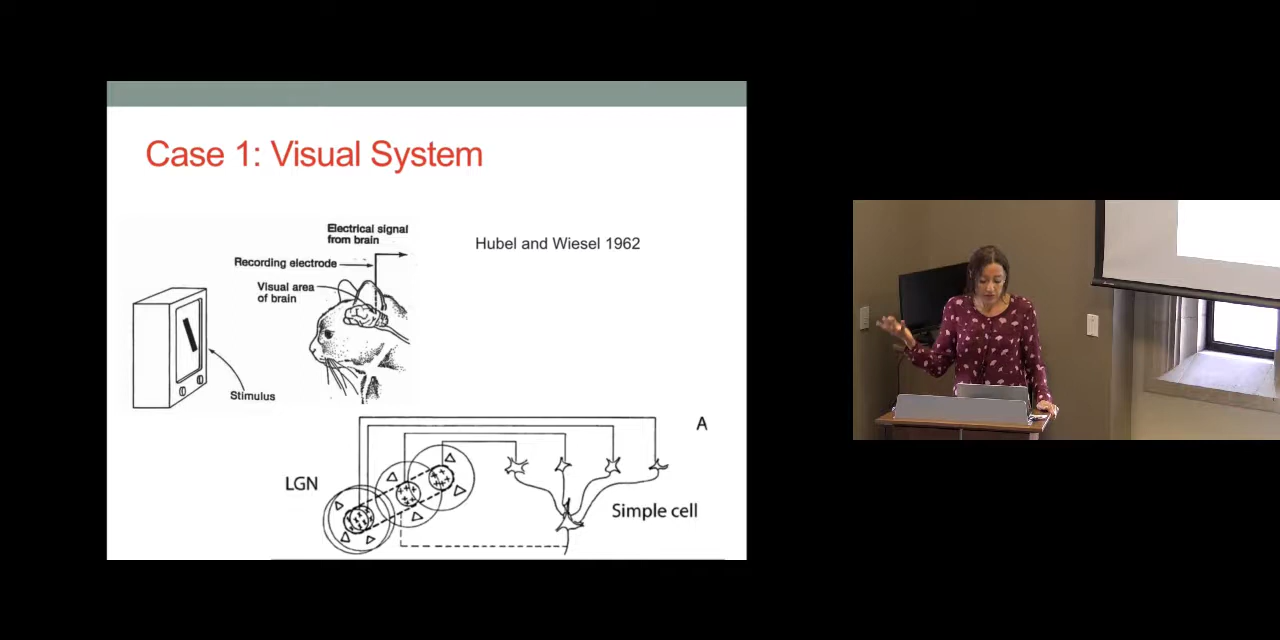 Case 1: Visual System
Electrical signal
from brain
Hubel and Wiesel 1962
Recording electrode
Visual area
of brain
Stimulus
A
LGN
Simple cell